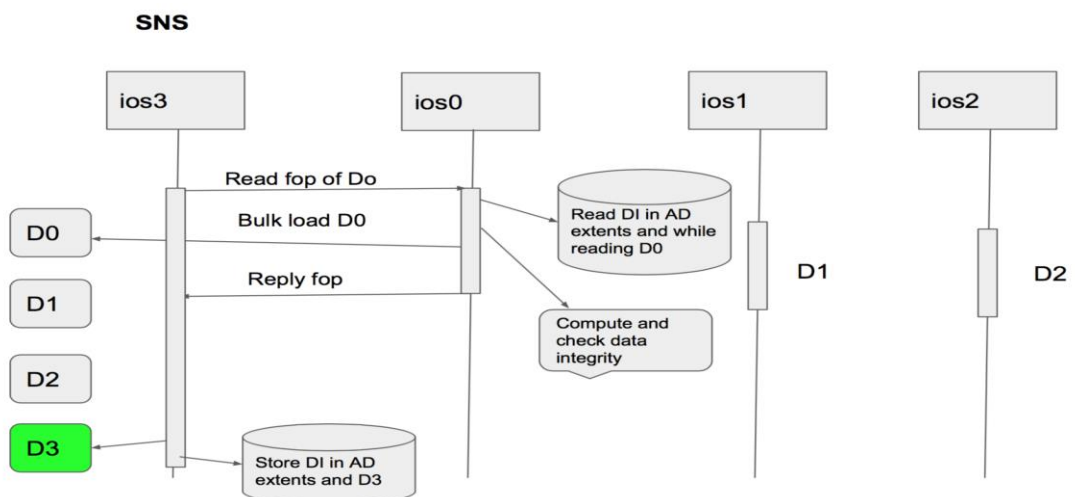 SNS
ios3
ios0
ios1
ios2
Read fop of Do
Bulk load D0
Reply fop
Read DI in AD
extents and while
reading D0
Compute and
check data
integrity
D0
D1
D2
D3
D1
D2
Store DI in AD
extents and D3